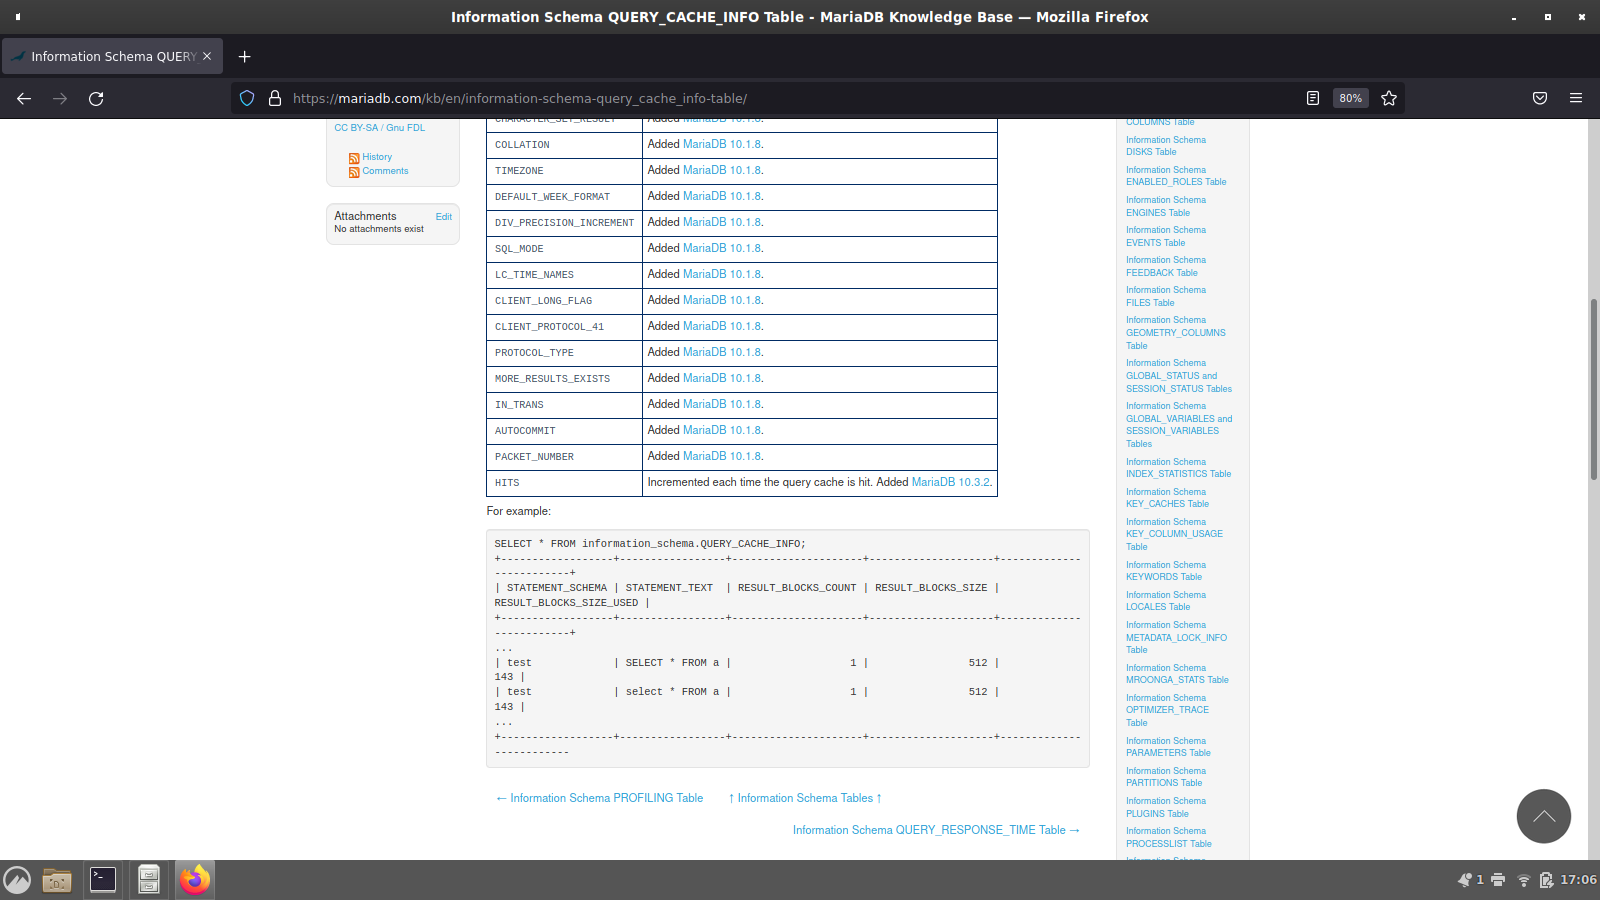 Information Schema QUERY_CACHE_INFO Table - MariaDB Knowledge Base — Mozilla Firefox
Information Schema QUERY
https://mariadb.com/kb/en/information-schema-query_cache_info-table/
80%
CC BY-SA / Gnu FDL
History
Comments
Attachments Edit
No attachments exist
CHARACTER_SET_RESULT Added MariaDB 10.1.8.
COLLATION Added MariaDB 10.1.8.
TIMEZONE Added MariaDB 10.1.8.
DEFAULT_WEEK_FORMAT Added MariaDB 10.1.8.
DIV_PRECISION_INCREMENT Added MariaDB 10.1.8.
SQL_MODE Added MariaDB 10.1.8.
LC_TIME_NAMES Added MariaDB 10.1.8.
CLIENT_LONG_FLAG Added MariaDB 10.1.8.
CLIENT_PROTOCOL_41 Added MariaDB 10.1.8.
PROTOCOL_TYPE Added MariaDB 10.1.8.
MORE_RESULTS_EXISTS Added MariaDB 10.1.8.
IN_TRANS Added MariaDB 10.1.8.
AUTOCOMMIT Added MariaDB 10.1.8.
PACKET_NUMBER Added MariaDB 10.1.8.
HITS Incremented each time the query cache is hit. Added MariaDB 10.3.2.
For example:
SELECT * FROM information_schema.QUERY_CACHE_INFO;
+------------------+-----------------+---------------------+--------------------+-------------
------------+
| STATEMENT_SCHEMA | STATEMENT_TEXT  | RESULT_BLOCKS_COUNT | RESULT_BLOCKS_SIZE |
RESULT_BLOCKS_SIZE_USED |
+------------------+-----------------+---------------------+--------------------+-------------
------------+
...
| test             | SELECT * FROM a |                   1 |                512 |
143 |
| test             | select * FROM a |                   1 |                512 |
143 |
...
+------------------+-----------------+---------------------+--------------------+-------------
------------
← Information Schema PROFILING Table
↑ Information Schema Tables ↑
Information Schema QUERY_RESPONSE_TIME Table →
COLUMNS Table
Information Schema
DISKS Table
Information Schema
ENABLED_ROLES Table
Information Schema
ENGINES Table
Information Schema
EVENTS Table
Information Schema
FEEDBACK Table
Information Schema
FILES Table
Information Schema
GEOMETRY_COLUMNS
Table
Information Schema
GLOBAL_STATUS and
SESSION_STATUS Tables
Information Schema
GLOBAL_VARIABLES and
SESSION_VARIABLES
Tables
Information Schema
INDEX_STATISTICS Table
Information Schema
KEY_CACHES Table
Information Schema
KEY_COLUMN_USAGE
Table
Information Schema
KEYWORDS Table
Information Schema
LOCALES Table
Information Schema
METADATA_LOCK_INFO
Table
Information Schema
MROONGA_STATS Table
Information Schema
OPTIMIZER_TRACE
Table
Information Schema
PARAMETERS Table
Information Schema
PARTITIONS Table
Information Schema
PLUGINS Table
Information Schema
PROCESSLIST Table
1
17:06